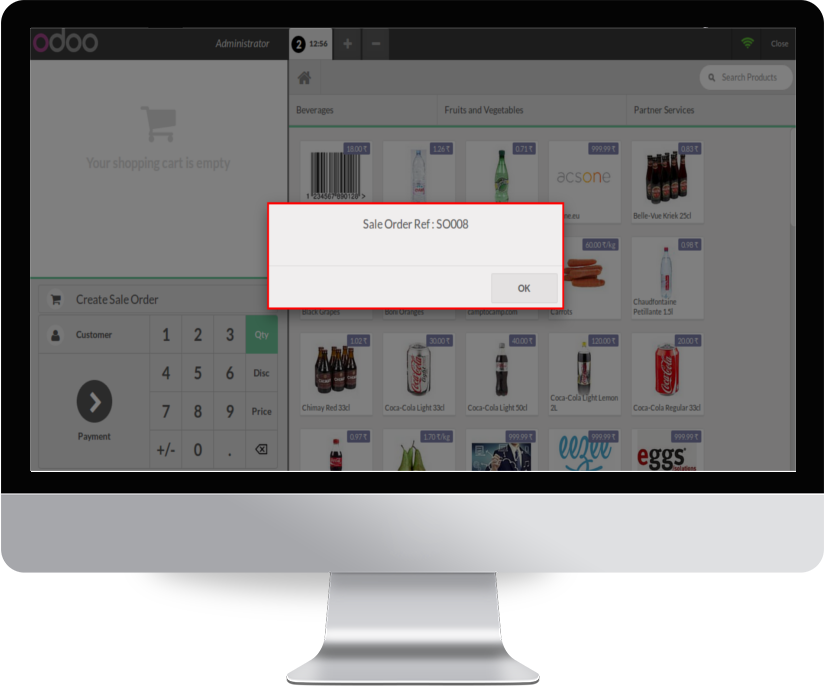 odoo
Administrator
2 12:56
+
−
Close
Search Products
Your shopping cart is empty
Beverages
Fruits and Vegetables
Partner Services
18.00 ₹
1.26 ₹
0.71 ₹
999.99 ₹
0.83 ₹
1"234567"890128">
acsone
ne.eu
Belle-Vue Kriek 25cl
Sale Order Ref : SO008
OK
60.00 ₹/kg
0.98 ₹
Black Grapes
Boni Oranges
camptocamp.com
Carrots
Chaudfontaine
Petillante 1.5l
Create Sale Order
Customer
1 2 3 Qty
4 5 6 Disc
7 8 9 Price
+/- 0 .
Payment
1.02 ₹
30.00 ₹
40.00 ₹
120.00 ₹
20.00 ₹
Chimay Red 33cl
Coca-Cola Light 33cl
Coca-Cola Light 50cl
Coca-Cola Light Lemon
2L
Coca-Cola Regular 33cl
0.97 ₹
1.70 ₹/kg
999.99 ₹
999.99 ₹
999.99 ₹
eezee
eggs
solutions